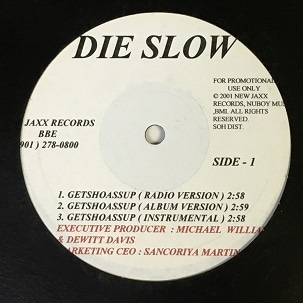 DIE SLOW
FOR PROMOTIONAL
USE ONLY
© 2001 NEW JAXX
RECORDS, NUBOY
,BMI. ALL RIGHTS
RESERVED.
SOH DIST.
JAXX RECORDS
BBE
901 ) 278-0800
SIDE - 1
1. GETSHOASSUP ( RADIO VERSION ) 2:58
2. GETSHOASSUP ( ALBUM VERSION ) 2:59
3. GETSHOASSUP ( INSTRUMENTAL ) 2:58
EXECUTIVE PRODUCER : MICHAEL WILLIA
& DEWITT DAVIS
MARKETING CEO : SANCORIYA MARTIN